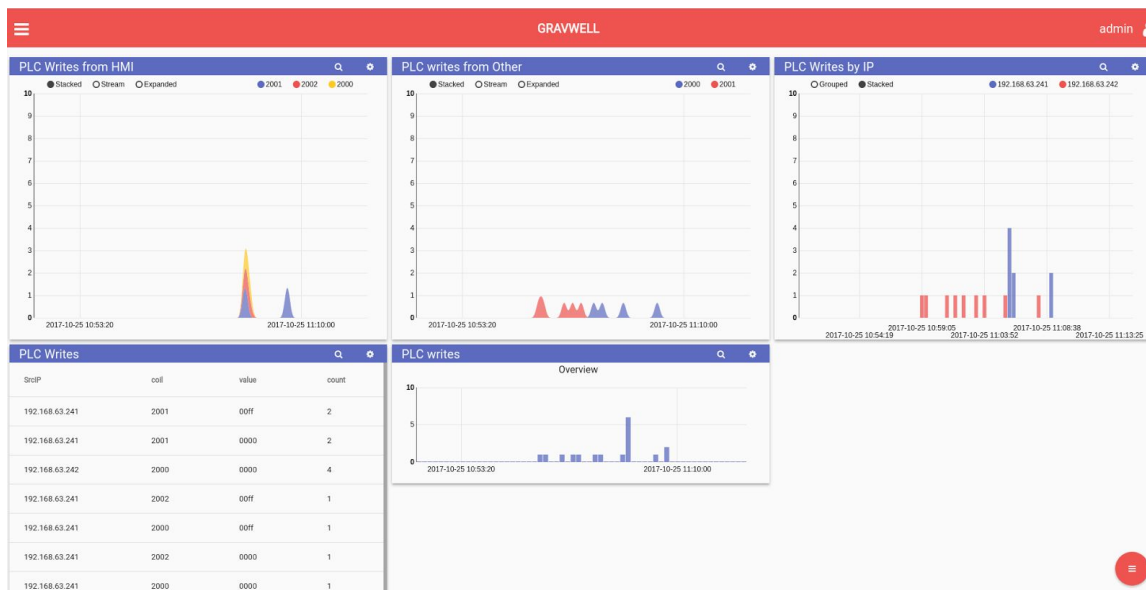 GRAVWELL
admin
PLC Writes from HMI
Stacked Stream Expanded 2001 2002 2000
10
9
8
7
6
5
4
3
2
1
0
2017-10-25 10:53:20 2017-10-25 11:10:00
PLC writes from Other
Stacked Stream Expanded 2000 2001
10
9
8
7
6
5
4
3
2
1
0
2017-10-25 10:53:20 2017-10-25 11:10:00
PLC Writes by IP
Grouped Stacked 192.168.63.241 192.168.63.242
10
9
8
7
6
5
4
3
2
1
0
2017-10-25 10:59:05 2017-10-25 11:08:38
2017-10-25 10:54:19 2017-10-25 11:03:52 2017-10-25 11:13:25
PLC Writes
SrcIP coil value count
192.168.63.241 2001 00ff 2
192.168.63.241 2001 0000 2
192.168.63.242 2000 0000 4
192.168.63.241 2002 00ff 1
192.168.63.241 2000 00ff 1
192.168.63.241 2002 0000 1
192.168.63.241 2000 0000 1
PLC writes
Overview
10
5
0
2017-10-25 10:53:20 2017-10-25 11:10:00